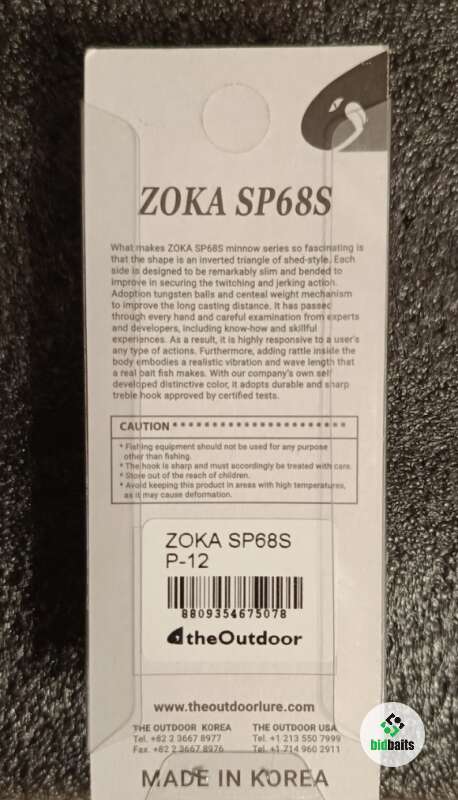 ZOKA SP68S
What makes ZOKA SP68S minnow series so fascinating is
that the shape is an inverted triangle of shed-style. Each
side is designed to be remarkably slim and bended to
improve in securing the twitching and jerking action.
Adoption tungsten balls and centeal weight mechanism
to improve the long casting distance. It has passed
through every hand and careful examination from experts
and developers, including know-how and skillful
experiences. As a result, it is highly responsive to a user's
any type of actions. Furthermore, adding rattle inside the
body embodies a realistic vibration and wave length that
a real bait fish makes. With our company's own self
developed distinctive color, it adopts durable and sharp
treble hook approved by certified tests.
CAUTION
* Fishing equipment should not be used for any purpose
other than fishing.
* The hook is sharp and must accordingly be treated with care.
* Store out of the reach of children.
* Avoid keeping this product in areas with high temperatures,
as it may cause deformation.
ZOKA SP68S
P-12
8809354675078
theOutdoor
www.theoutdoorlure.com
THE OUTDOOR KOREA THE OUTDOOR USA
Tel. +82 2 3667 8977 Tel. +1 213 550 7999
Fax. +82 2 3667 8976 Tel. +1 714 960 2911
MADE IN KOREA
bidbaits